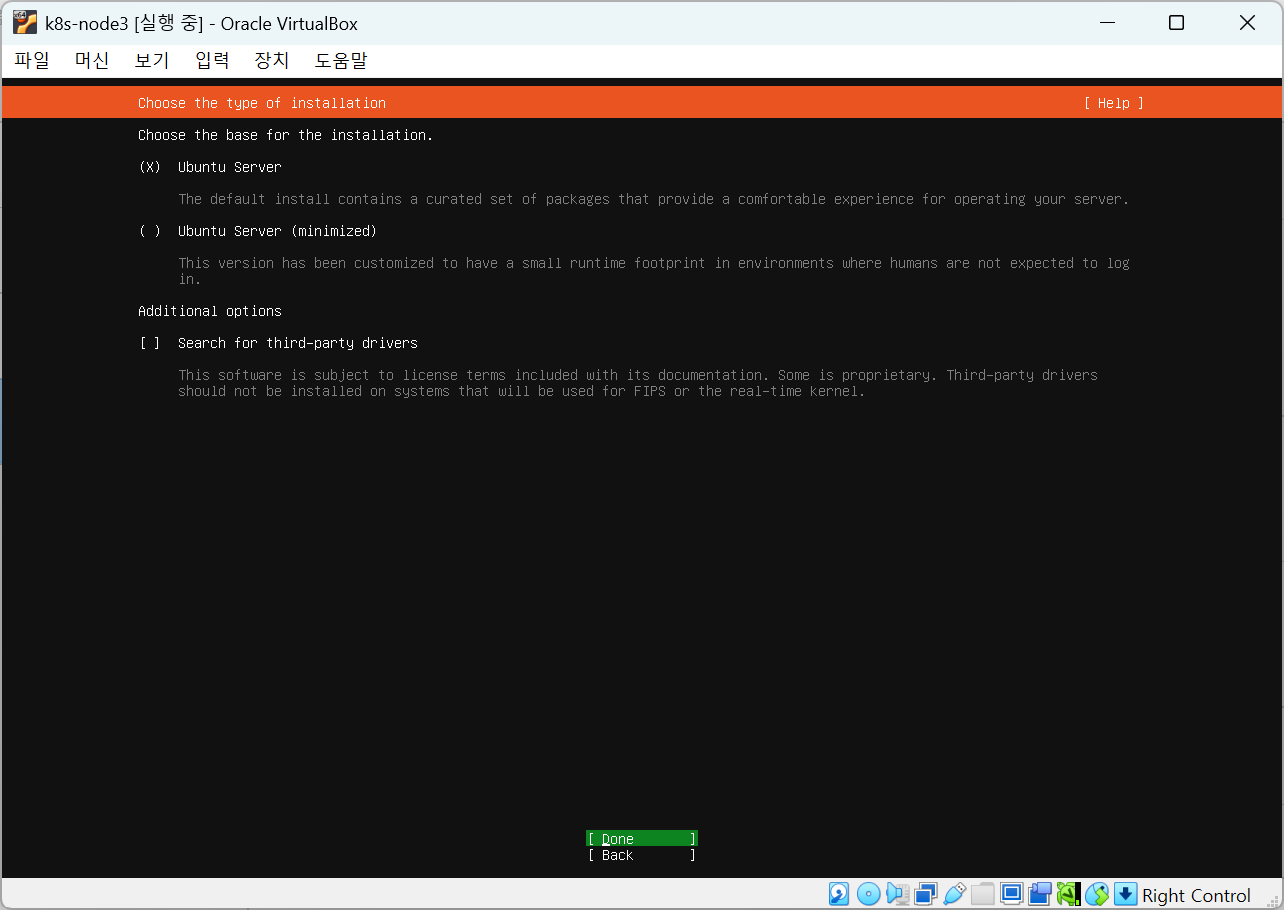 k8s-node3 [실행 중] - Oracle VirtualBox
파일 머신 보기 입력 장치 도움말
Choose the type of installation [ Help ]
Choose the base for the installation.
(X) Ubuntu Server
The default install contains a curated set of packages that provide a comfortable experience for operating your server.
( ) Ubuntu Server (minimized)
This version has been customized to have a small runtime footprint in environments where humans are not expected to log
in.
Additional options
[ ] Search for third-party drivers
This software is subject to license terms included with its documentation. Some is proprietary. Third-party drivers
should not be installed on systems that will be used for FIPS or the real-time kernel.
[ Done ]
[ Back ]
Right Control